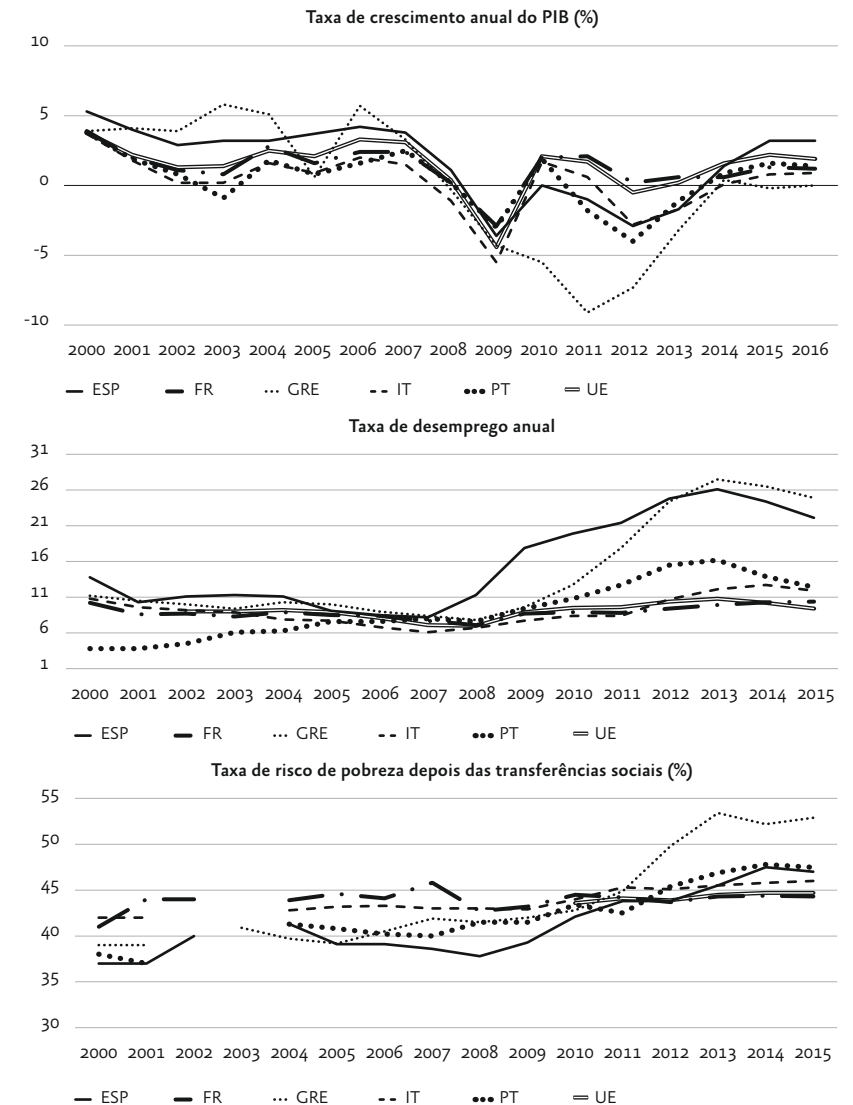 Taxa de crescimento anual do PIB (%)
10
5
0
-5
-10
2000 2001 2002 2003 2004 2005 2006 2007 2008 2009 2010 2011 2012 2013 2014 2015 2016
ESP FR GRE IT PT UE
Taxa de desemprego anual
31
26
21
16
11
6
1
2000 2001 2002 2003 2004 2005 2006 2007 2008 2009 2010 2011 2012 2013 2014 2015
ESP FR GRE IT PT UE
Taxa de risco de pobreza depois das transferências sociais (%)
55
50
45
40
35
30
2000 2001 2002 2003 2004 2005 2006 2007 2008 2009 2010 2011 2012 2013 2014 2015
ESP FR GRE IT PT UE